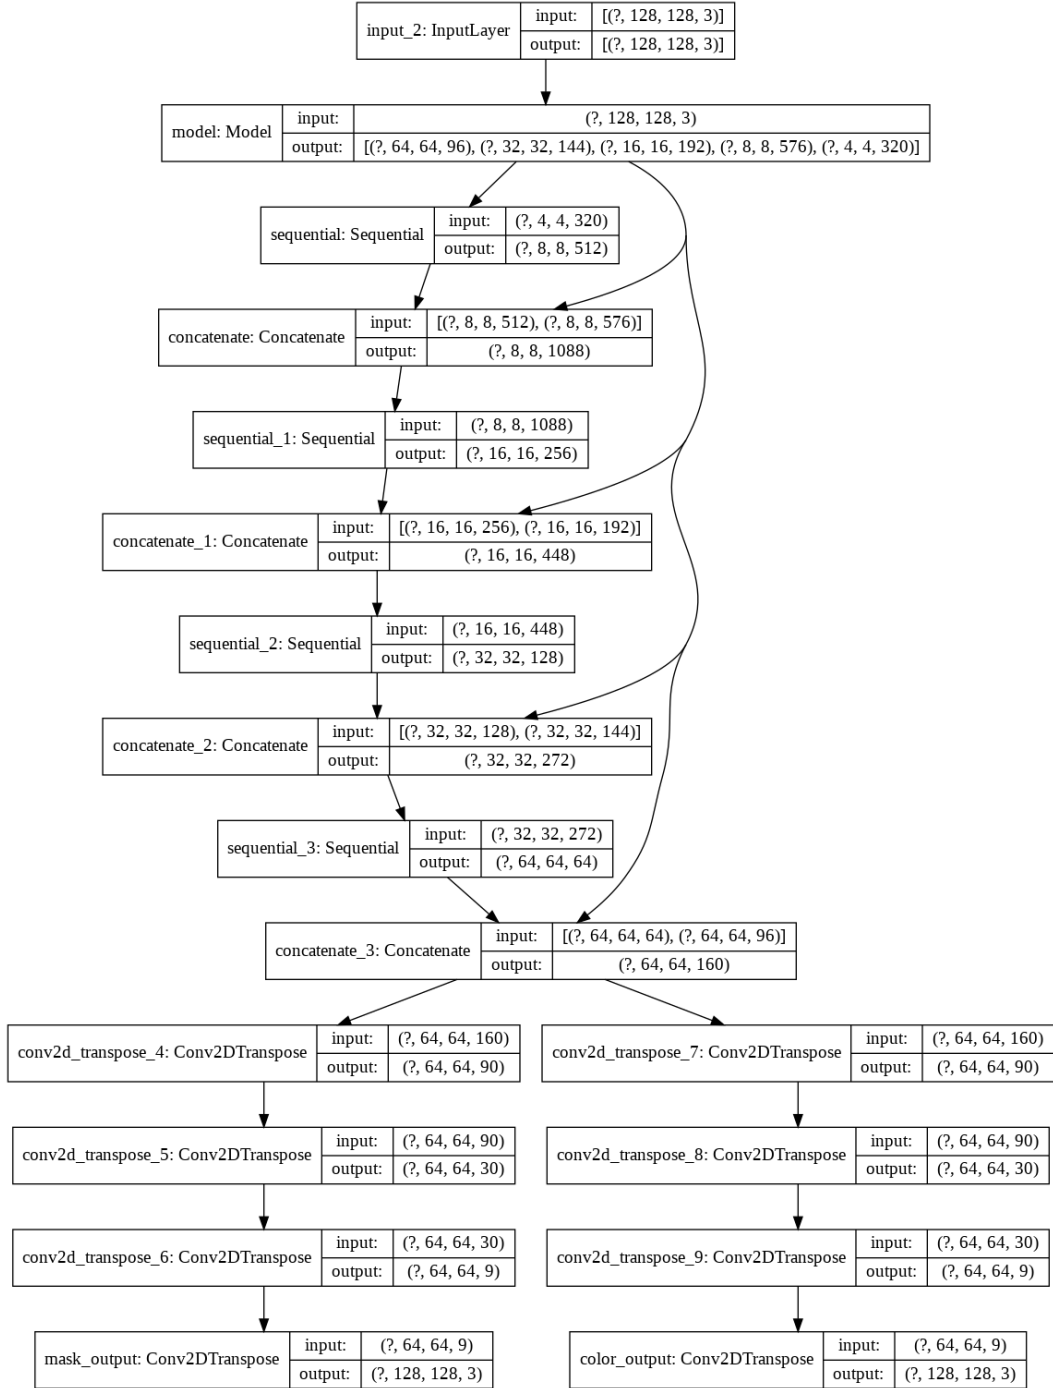 input_2: InputLayer
input: [(?, 128, 128, 3)]
output: [(?, 128, 128, 3)]
model: Model
input: (?, 128, 128, 3)
output: [(?, 64, 64, 96), (?, 32, 32, 144), (?, 16, 16, 192), (?, 8, 8, 576), (?, 4, 4, 320)]
sequential: Sequential
input: (?, 4, 4, 320)
output: (?, 8, 8, 512)
concatenate: Concatenate
input: [(?, 8, 8, 512), (?, 8, 8, 576)]
output: (?, 8, 8, 1088)
sequential_1: Sequential
input: (?, 8, 8, 1088)
output: (?, 16, 16, 256)
concatenate_1: Concatenate
input: [(?, 16, 16, 256), (?, 16, 16, 192)]
output: (?, 16, 16, 448)
sequential_2: Sequential
input: (?, 16, 16, 448)
output: (?, 32, 32, 128)
concatenate_2: Concatenate
input: [(?, 32, 32, 128), (?, 32, 32, 144)]
output: (?, 32, 32, 272)
sequential_3: Sequential
input: (?, 32, 32, 272)
output: (?, 64, 64, 64)
concatenate_3: Concatenate
input: [(?, 64, 64, 64), (?, 64, 64, 96)]
output: (?, 64, 64, 160)
conv2d_transpose_4: Conv2DTranspose
input: (?, 64, 64, 160)
output: (?, 64, 64, 90)
conv2d_transpose_7: Conv2DTranspose
input: (?, 64, 64, 160)
output: (?, 64, 64, 90)
conv2d_transpose_5: Conv2DTranspose
input: (?, 64, 64, 90)
output: (?, 64, 64, 30)
conv2d_transpose_8: Conv2DTranspose
input: (?, 64, 64, 90)
output: (?, 64, 64, 30)
conv2d_transpose_6: Conv2DTranspose
input: (?, 64, 64, 30)
output: (?, 64, 64, 9)
conv2d_transpose_9: Conv2DTranspose
input: (?, 64, 64, 30)
output: (?, 64, 64, 9)
mask_output: Conv2DTranspose
input: (?, 64, 64, 9)
output: (?, 128, 128, 3)
color_output: Conv2DTranspose
input: (?, 64, 64, 9)
output: (?, 128, 128, 3)